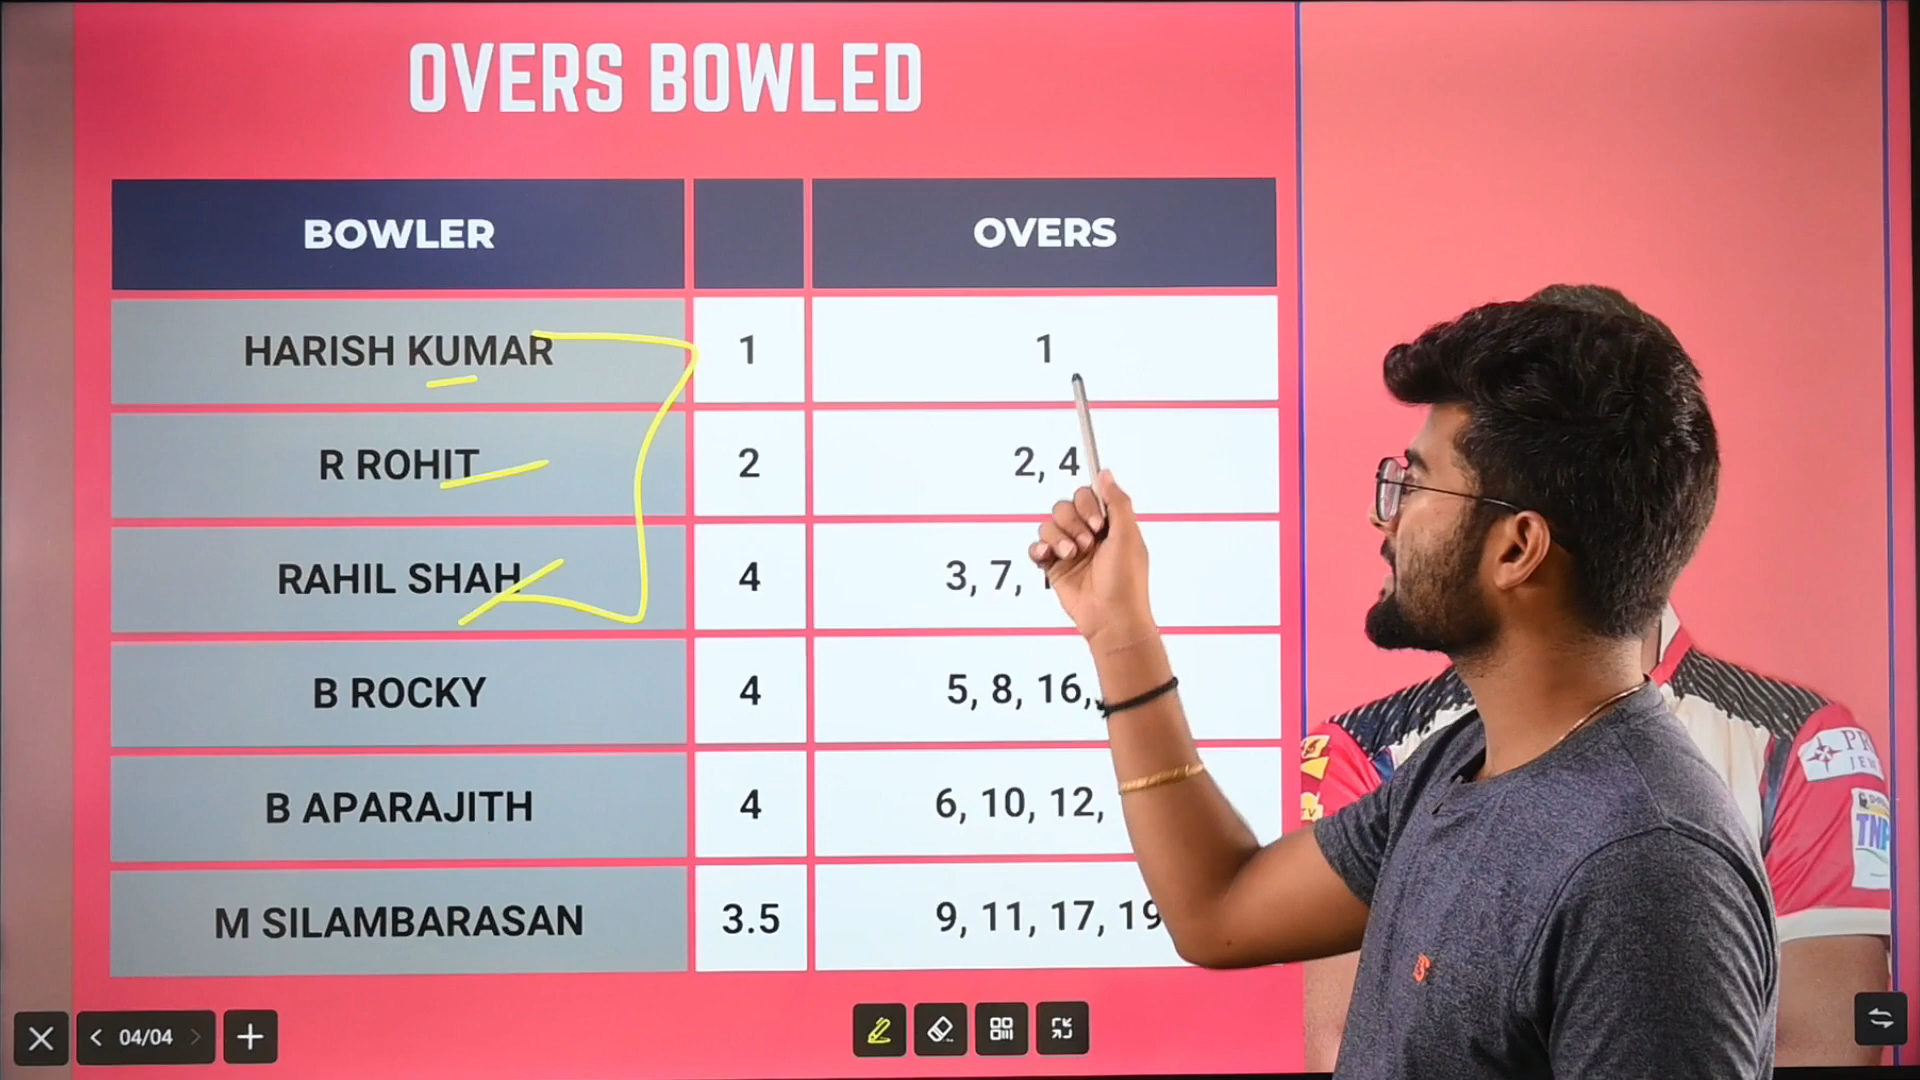 OVERS BOWLED
BOWLER OVERS
HARISH KUMAR 1 1
R ROHIT 2 2, 4
RAHIL SHAH 4 3, 7,
B ROCKY 4 5, 8, 16,
B APARAJITH 4 6, 10, 12,
M SILAMBARASAN 3.5 9, 11, 17, 19
04/04